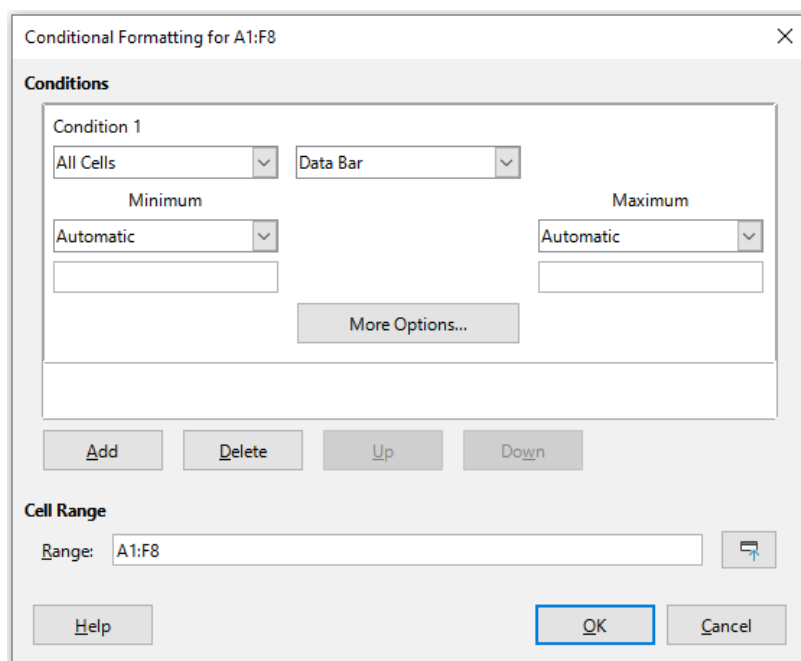 Conditional Formatting for A1:F8
Conditions
Condition 1
All Cells Data Bar
Minimum Maximum
Automatic Automatic
More Options...
Add Delete Up Down
Cell Range
Range: A1:F8
Help OK Cancel